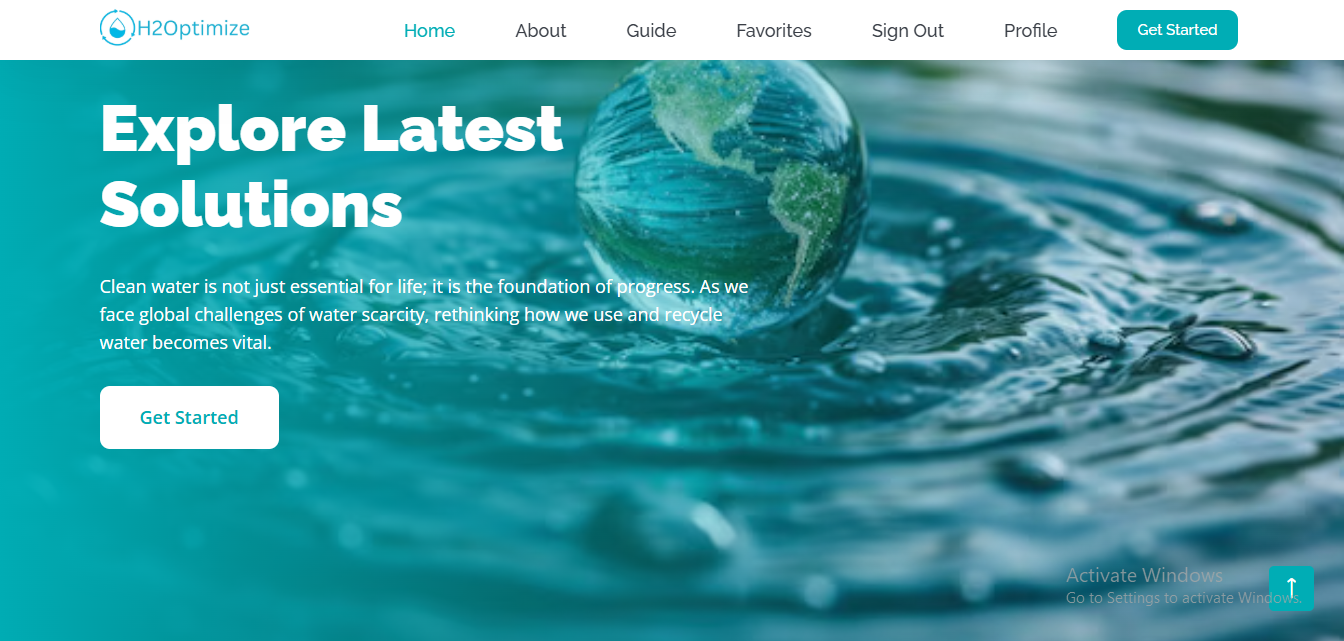 H2Optimize
Home
About
Guide
Favorites
Sign Out
Profile
Get Started
Explore Latest
Solutions
Clean water is not just essential for life; it is the foundation of progress. As we
face global challenges of water scarcity, rethinking how we use and recycle
water becomes vital.
Get Started
Activate Windows
Go to Settings to activate Windows.